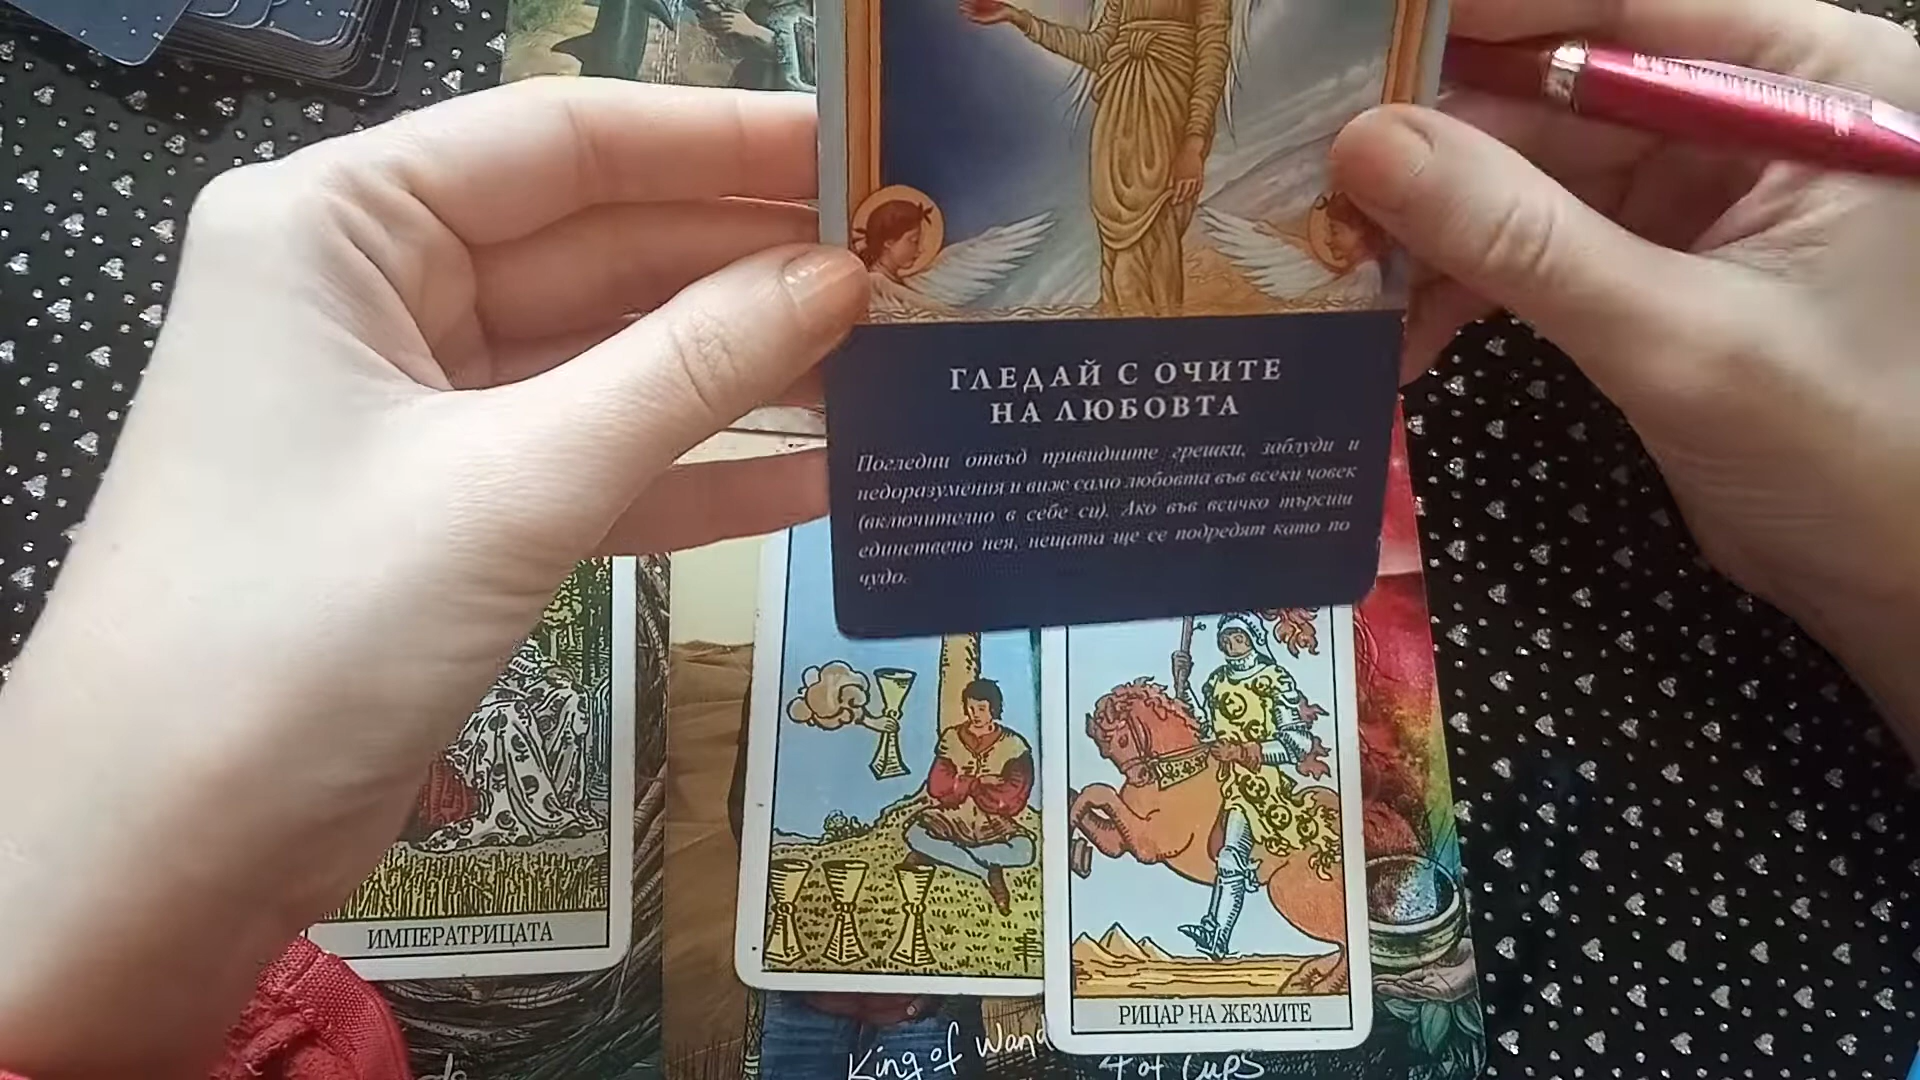 ГЛЕДАЙ С ОЧИТЕ
НА ЛЮБОВТА
Погледни отвъд привидните грешки, заблуди и
недоразумения и виж само любовта във всеки човек
(включително в себе си). Ако във всичко търсиш
единствено нея, нещата ще се подредят като по
чудо.
ИМПЕРАТРИЦАТА
РИЦАР НА ЖЕЗЛИТЕ
King of Wand
4 of Cups